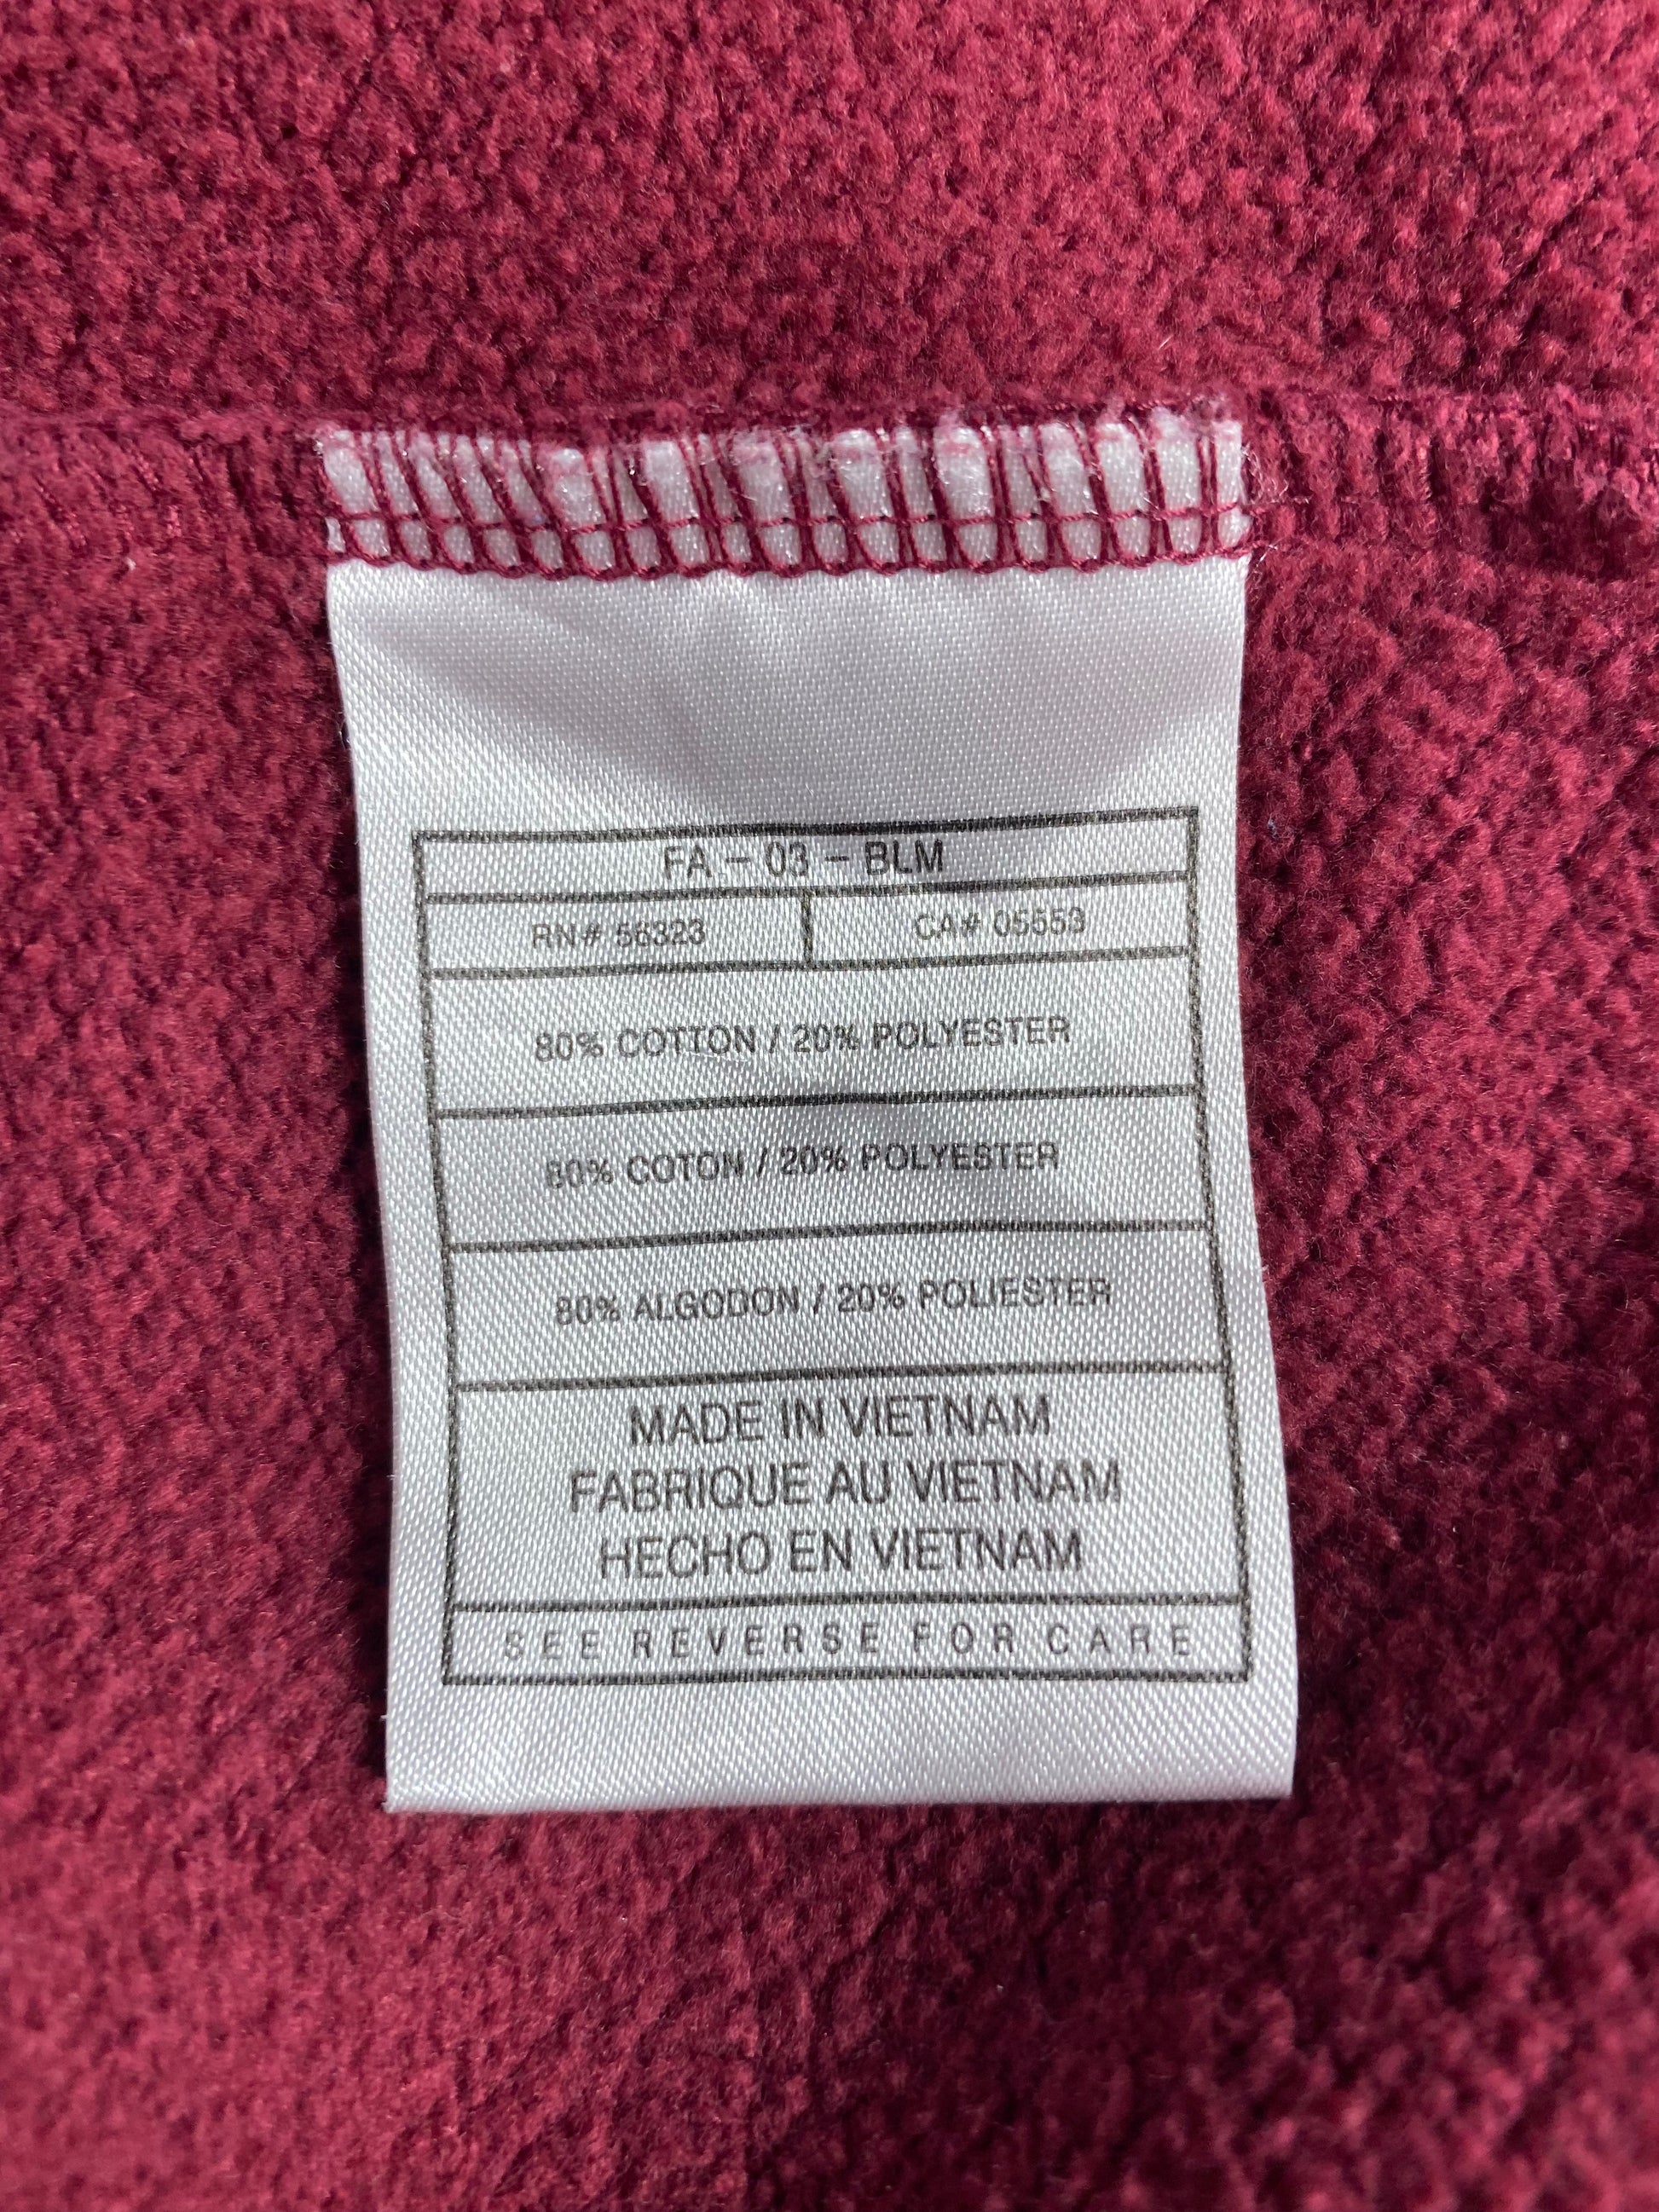 FA - 03 - BLM
RN# 56323
CA# 05553
80% COTTON / 20% POLYESTER
80% COTON / 20% POLYESTER
80% ALGODON / 20% POLIESTER
MADE IN VIETNAM
FABRIQUE AU VIETNAM
HECHO EN VIETNAM
SEE REVERSE FOR CARE